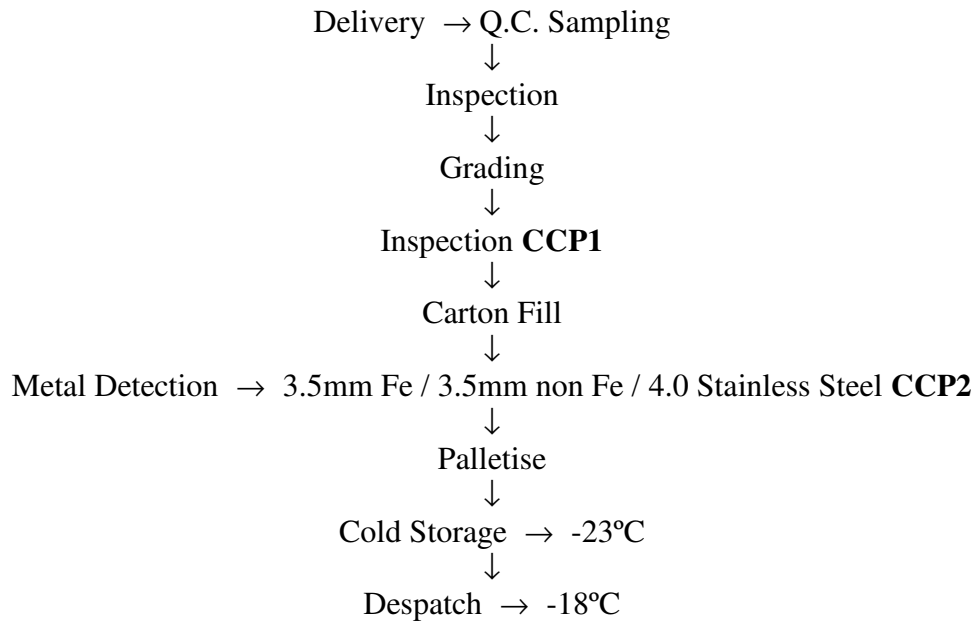 Delivery → Q.C. Sampling
↓
Inspection
↓
Grading
↓
Inspection CCP1
↓
Carton Fill
↓
Metal Detection → 3.5mm Fe / 3.5mm non Fe / 4.0 Stainless Steel CCP2
↓
Palletise
↓
Cold Storage → -23ºC
↓
Despatch → -18ºC